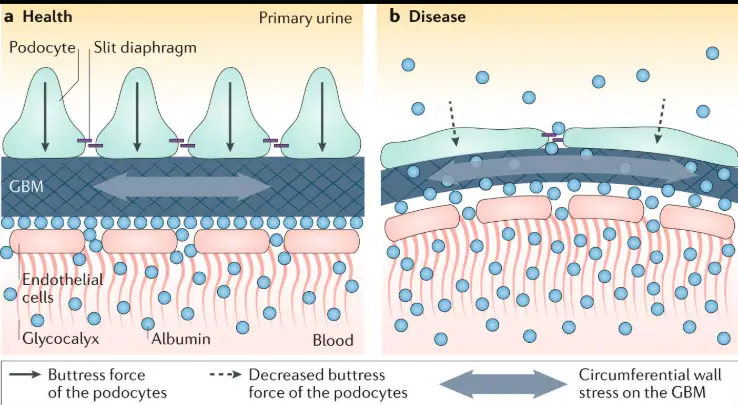 a Health
Primary urine
Podocyte
Slit diaphragm
GBM
Endothelial
cells
Glycocalyx
Albumin
Blood
b Disease
Buttress force
of the podocytes
Decreased buttress
force of the podocytes
Circumferential wall
stress on the GBM